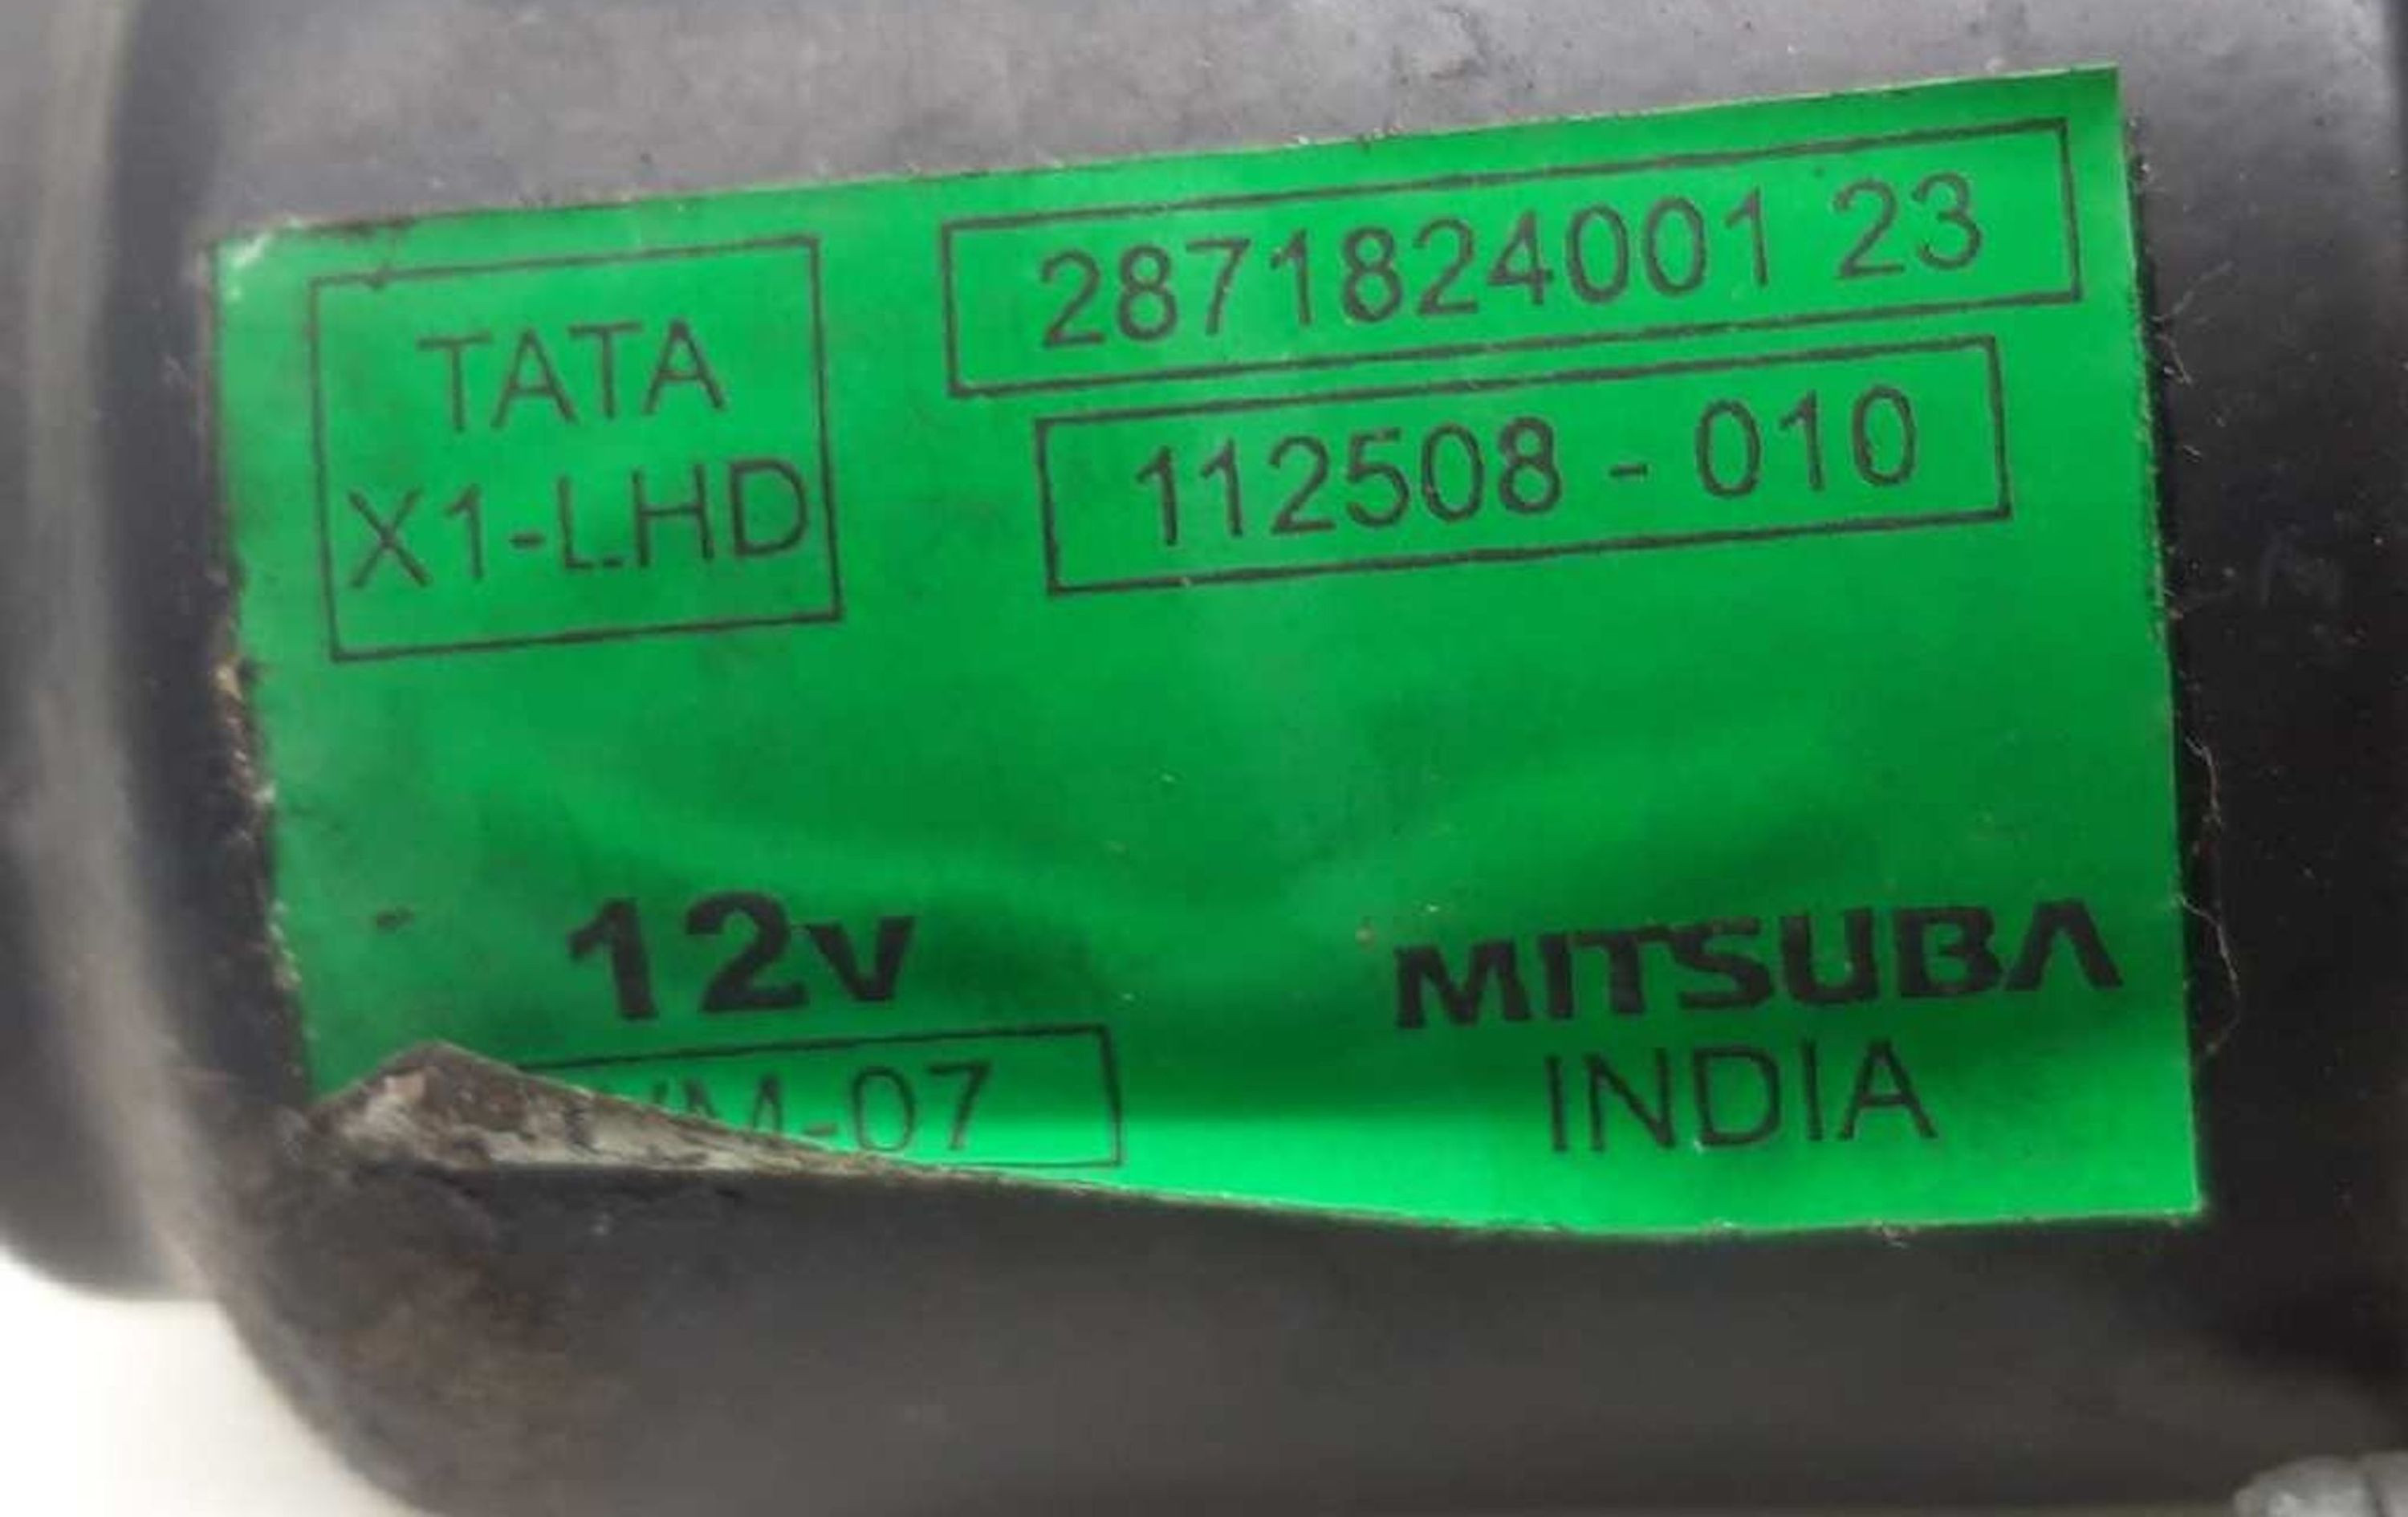 TATA
X1-LHD
2871824001 23
112508 - 010
12v
MITSUBA
INDIA